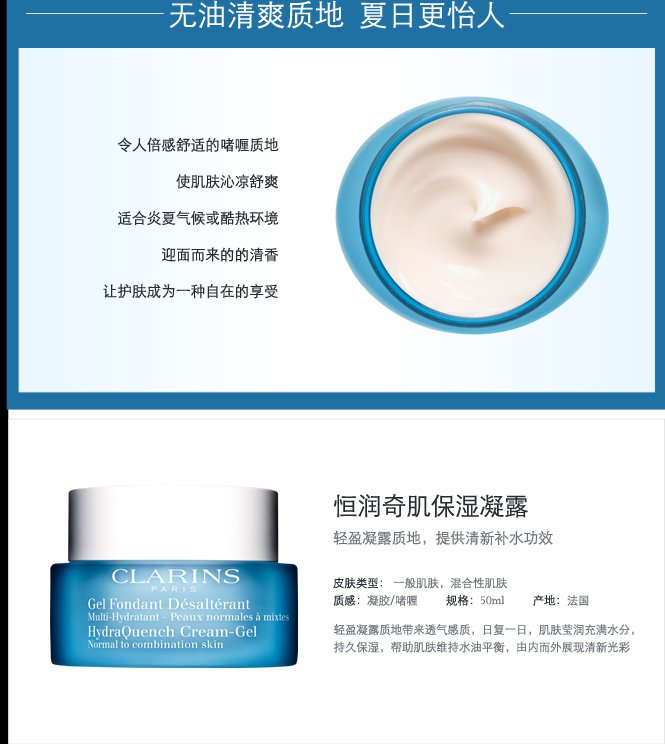 无油清爽质地 夏日更怡人
令人倍感舒适的啫喱质地
使肌肤沁凉舒爽
适合炎夏气候或酷热环境
迎面而来的的清香
让护肤成为一种自在的享受
恒润奇肌保湿凝露
轻盈凝露质地，提供清新补水功效
皮肤类型： 一般肌肤，混合性肌肤
质感：凝胶/啫喱 规格：50ml 产地：法国
轻盈凝露质地带来透气感质，日复一日，肌肤莹润充满水分，
持久保湿，帮助肌肤维持水油平衡，由内而外展现清新光彩
CLARINS
PARIS
Gel Fondant Désaltérant
Multi-Hydratant - Peaux normales à mixtes
HydraQuench Cream-Gel
Normal to combination skin